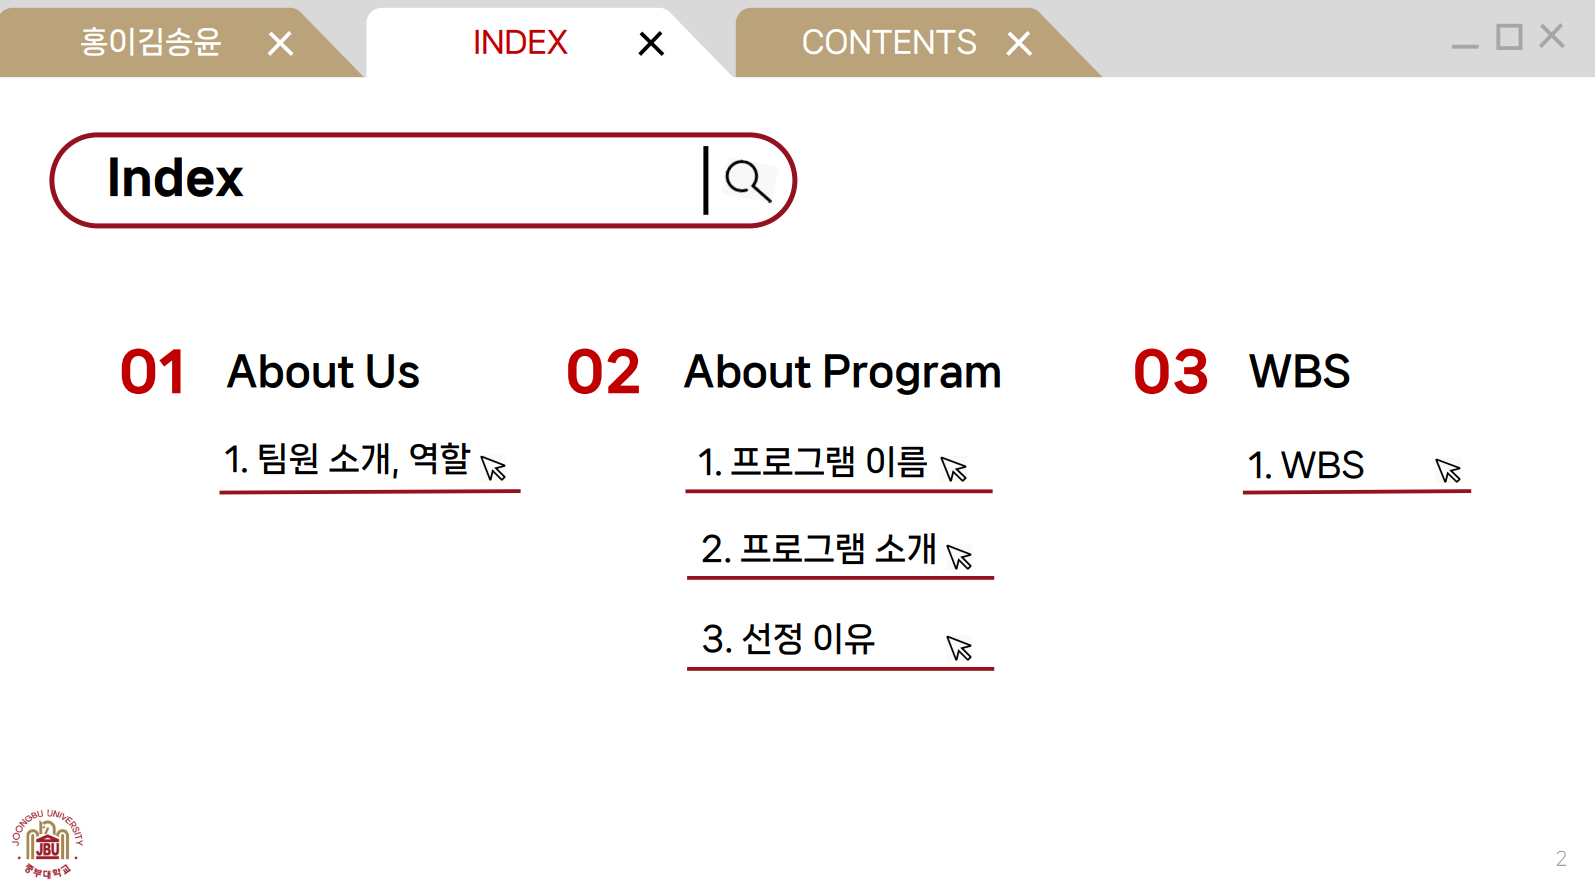 홍이김송윤
INDEX
CONTENTS
Index
01 About Us
1. 팀원 소개, 역할
02 About Program
1. 프로그램 이름
2. 프로그램 소개
3. 선정 이유
03 WBS
1. WBS
JOONGBU UNIVERSITY
JBU
중부대학교
2